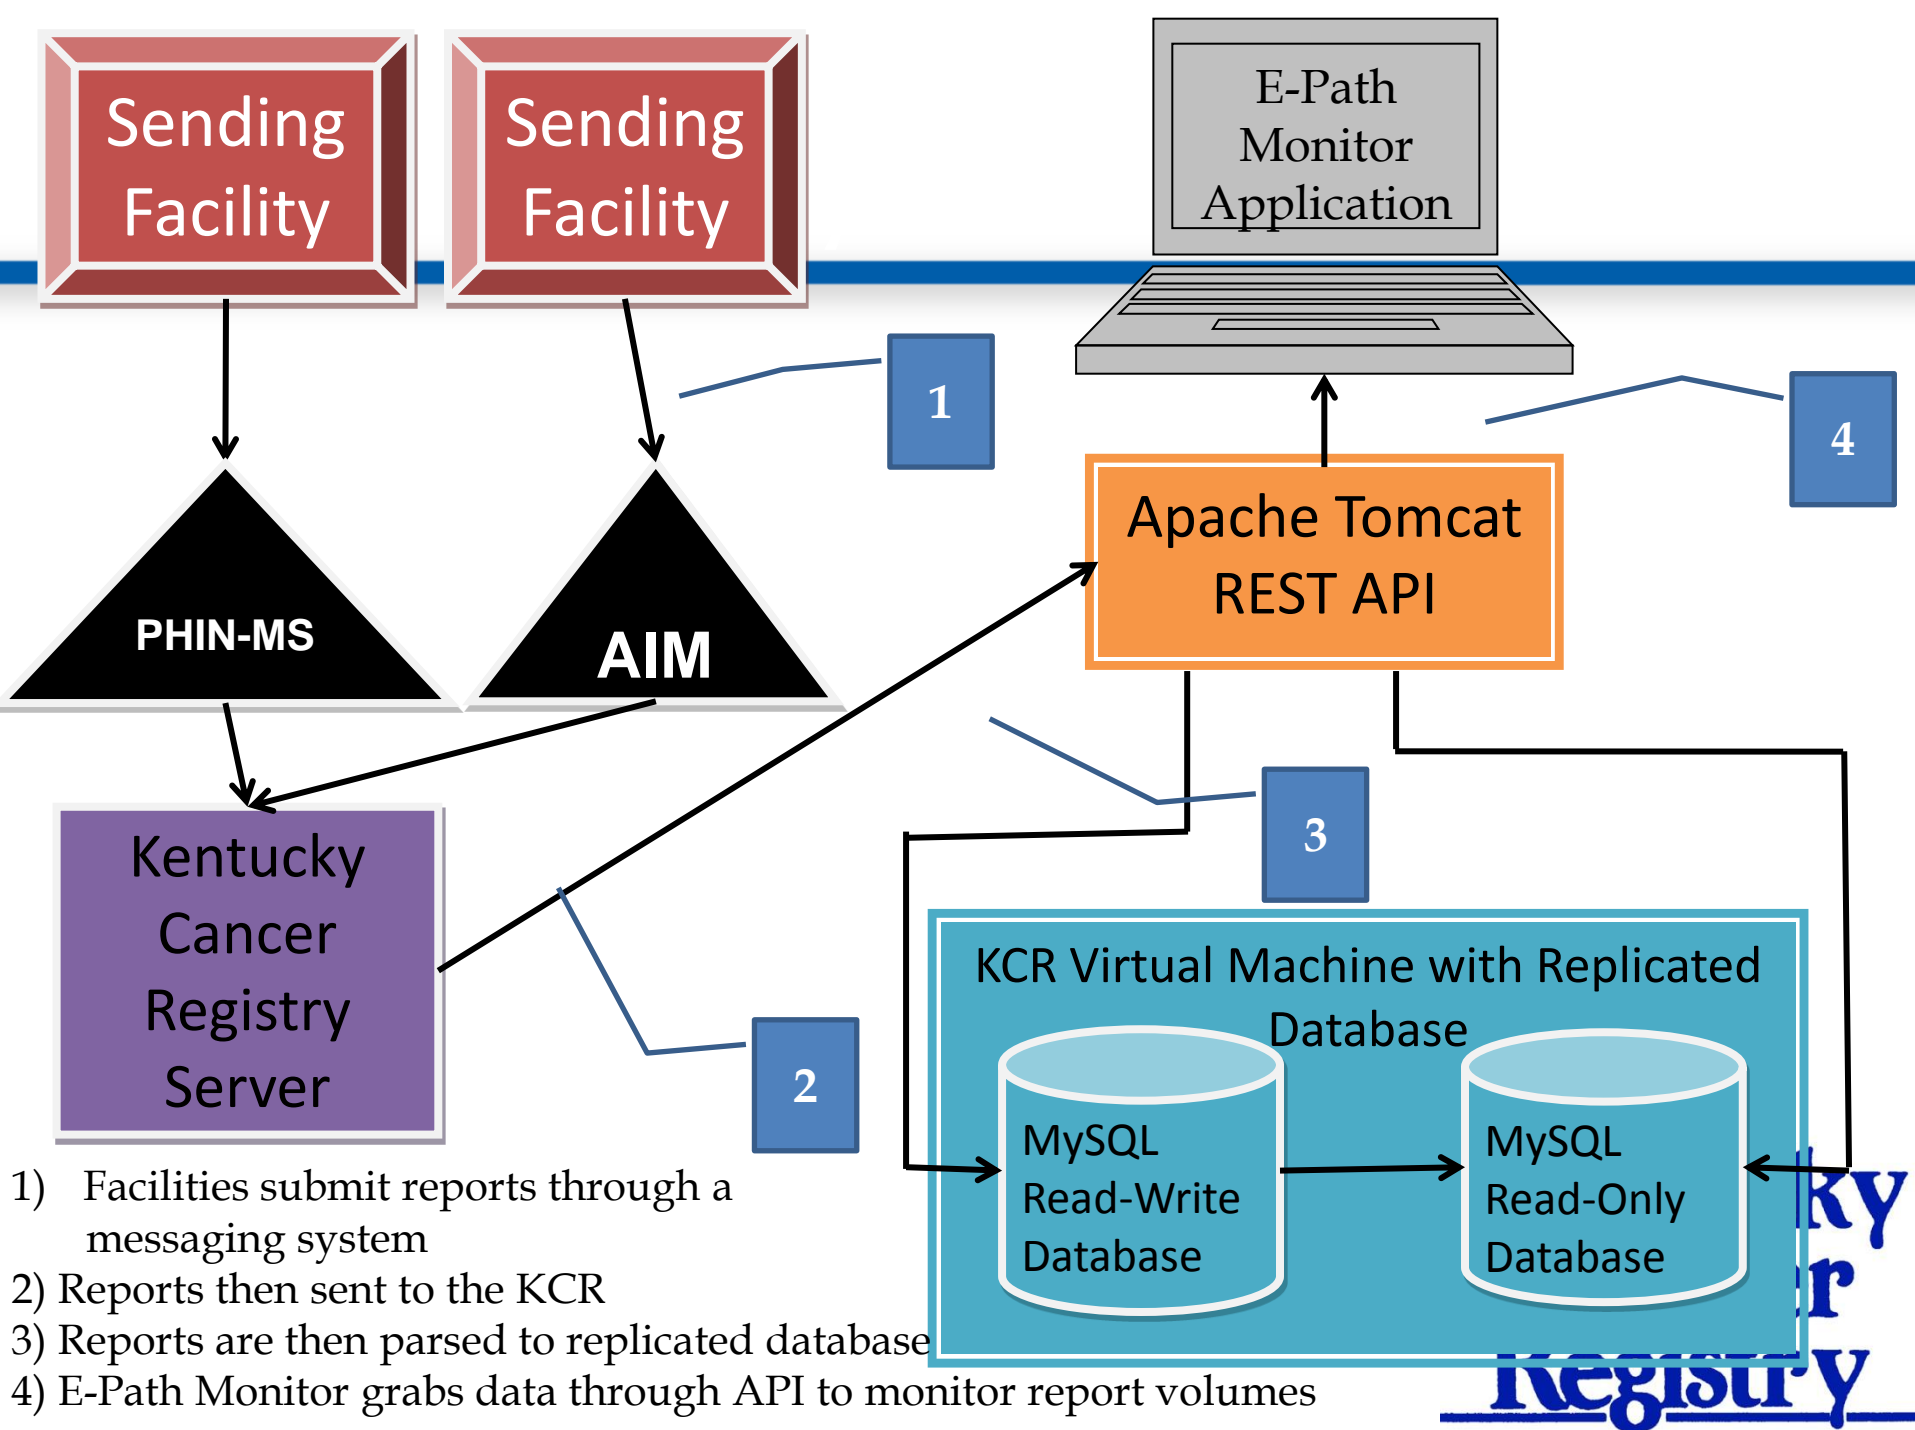 Sending
Facility
Sending
Facility
E-Path
Monitor
Application
1
4
Apache Tomcat
REST API
PHIN-MS
AIM
3
Kentucky
Cancer
Registry
Server
2
KCR Virtual Machine with Replicated
Database
MySQL
Read-Write
Database
MySQL
Read-Only
Database
1) Facilities submit reports through a
messaging system
2) Reports then sent to the KCR
3) Reports are then parsed to replicated database
4) E-Path Monitor grabs data through API to monitor report volumes
ky
r
Registry